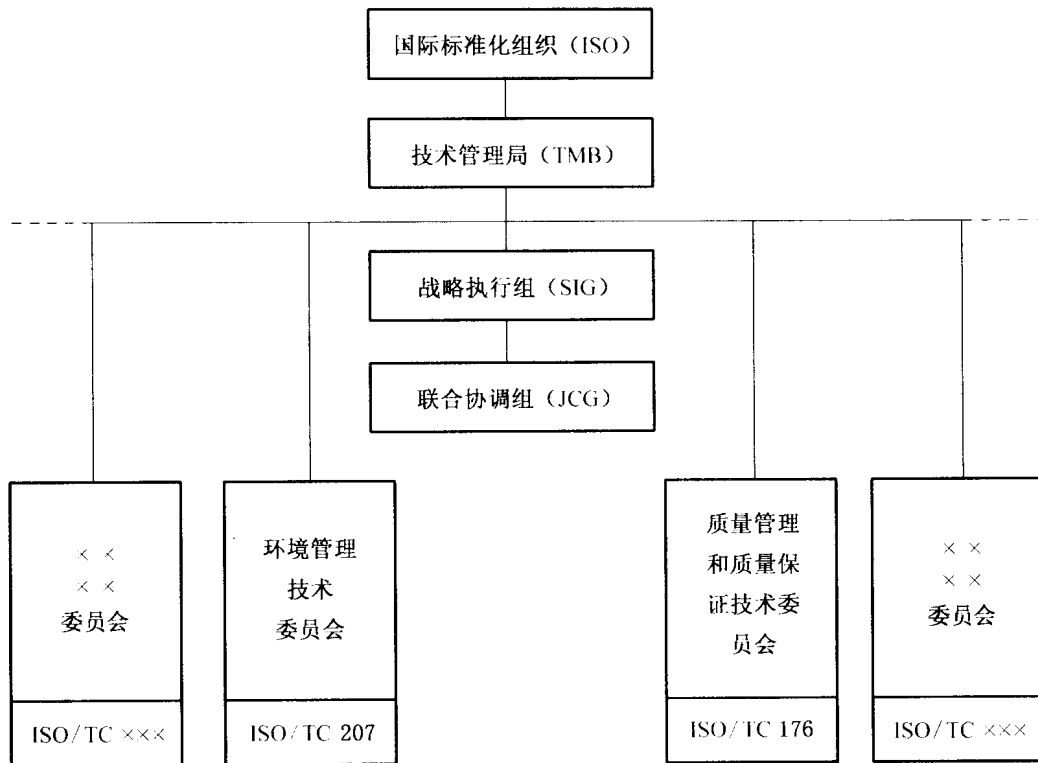 国际标准化组织（ISO）
技术管理局（TMB）
战略执行组（SIG）
联合协调组（JCG）
× ×
× ×
委员会
ISO/TC ×××
环境管理
技术
委员会
ISO/TC 207
质量管理
和质量保
证技术委
员会
ISO/TC 176
× ×
× ×
委员会
ISO/TC ×××